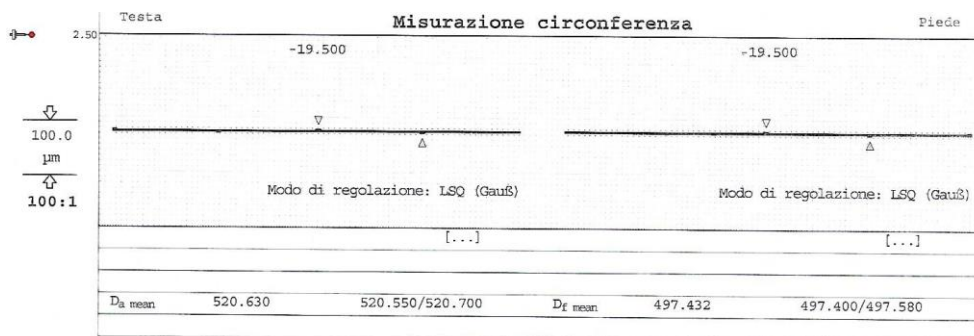 Testa Misurazione circonferenza Piede
2.50
-19.500 -19.500
100.0
µm
100:1
Modo di regolazione: LSQ (Gauß) Modo di regolazione: LSQ (Gauß)
[...] [...]
Da mean 520.630 520.550/520.700 Df mean 497.432 497.400/497.580